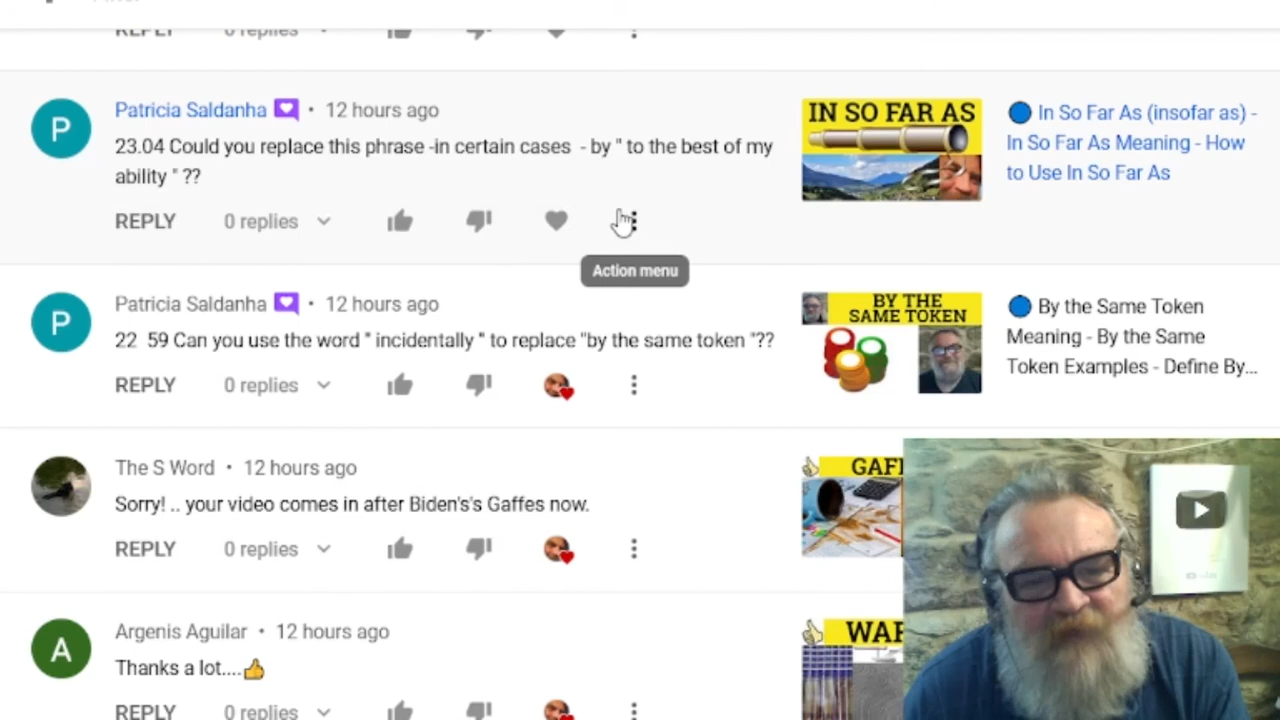 REPLY 0 replies
Patricia Saldanha • 12 hours ago
23.04 Could you replace this phrase -in certain cases - by " to the best of my
ability " ??
REPLY 0 replies
Action menu
IN SO FAR AS
In So Far As (insofar as) -
In So Far As Meaning - How
to Use In So Far As
P
Patricia Saldanha • 12 hours ago
22 59 Can you use the word " incidentally " to replace "by the same token "??
REPLY 0 replies
BY THE
SAME TOKEN
By the Same Token
Meaning - By the Same
Token Examples - Define By...
P
The S Word • 12 hours ago
Sorry! .. your video comes in after Biden's's Gaffes now.
REPLY 0 replies
GAF
Argenis Aguilar • 12 hours ago
Thanks a lot....👍
REPLY 0 replies
A